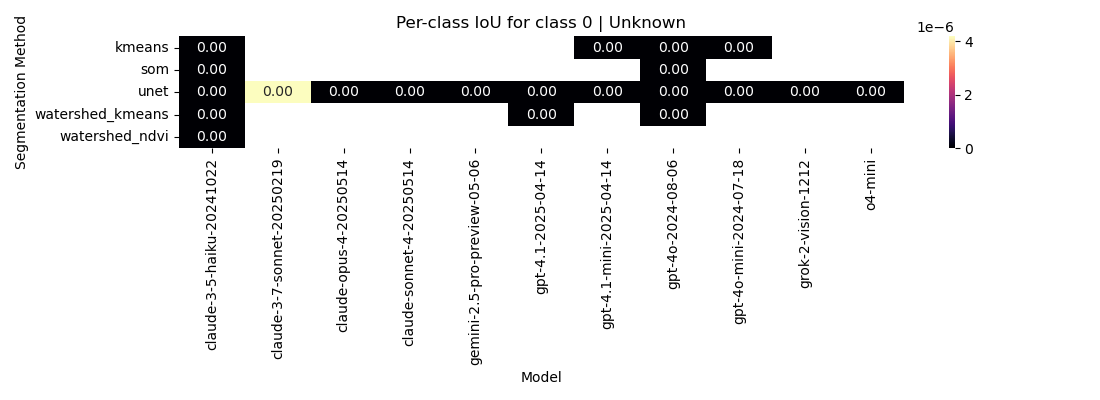 Per-class IoU for class 0 | Unknown
Segmentation Method
kmeans 0.00 0.00 0.00 0.00
som 0.00 0.00
unet 0.00 0.00 0.00 0.00 0.00 0.00 0.00 0.00 0.00 0.00 0.00
watershed_kmeans 0.00 0.00 0.00
watershed_ndvi 0.00
claude-3-5-haiku-20241022
claude-3-7-sonnet-20250219
claude-opus-4-20250514
claude-sonnet-4-20250514
gemini-2.5-pro-preview-05-06
gpt-4.1-2025-04-14
gpt-4.1-mini-2025-04-14
gpt-4o-2024-08-06
gpt-4o-mini-2024-07-18
grok-2-vision-1212
o4-mini
Model
1e−6
4
2
0